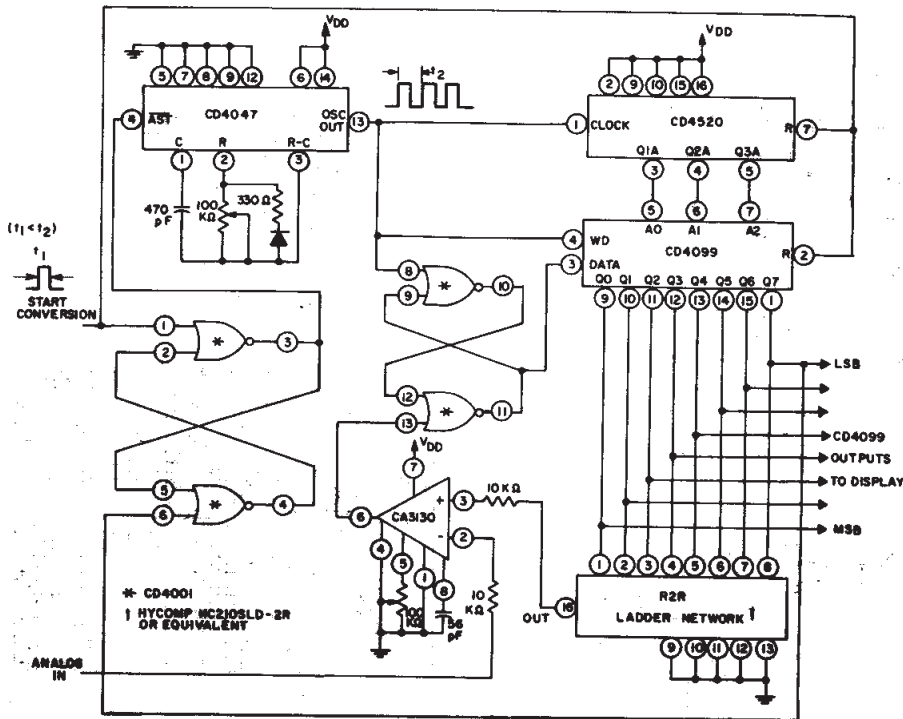 VDD
5 7 8 9 12 6 14
4 AST CD4047 OSC OUT 13
C R R-C
1 2 3
470 pF
100 KΩ
330 Ω
t2
VDD
2 9 10 15 16
1 CLOCK CD4520 R 7
Q1A Q2A Q3A
3 4 5
5 6 7
A0 A1 A2
4 WD CD4099 R 2
3 DATA
Q0 Q1 Q2 Q3 Q4 Q5 Q6 Q7
9 10 11 12 13 14 15 1
(t1 < t2)
t1
START
CONVERSION
1 * 3
2
5 * 4
6
8 * 10
9
12 * 11
13
VDD
7
6 CA3130 + 3 10 KΩ
- 2
4 5 1 8
100 KΩ
56 pF
10 KΩ
LSB
CD4099
OUTPUTS
TO DISPLAY
MSB
1 2 3 4 5 6 7 8
R2R
OUT 16 LADDER NETWORK †
9 10 11 12 13
* CD4001
† HYCOMP HC210SLD-2R
OR EQUIVALENT
ANALOG
IN